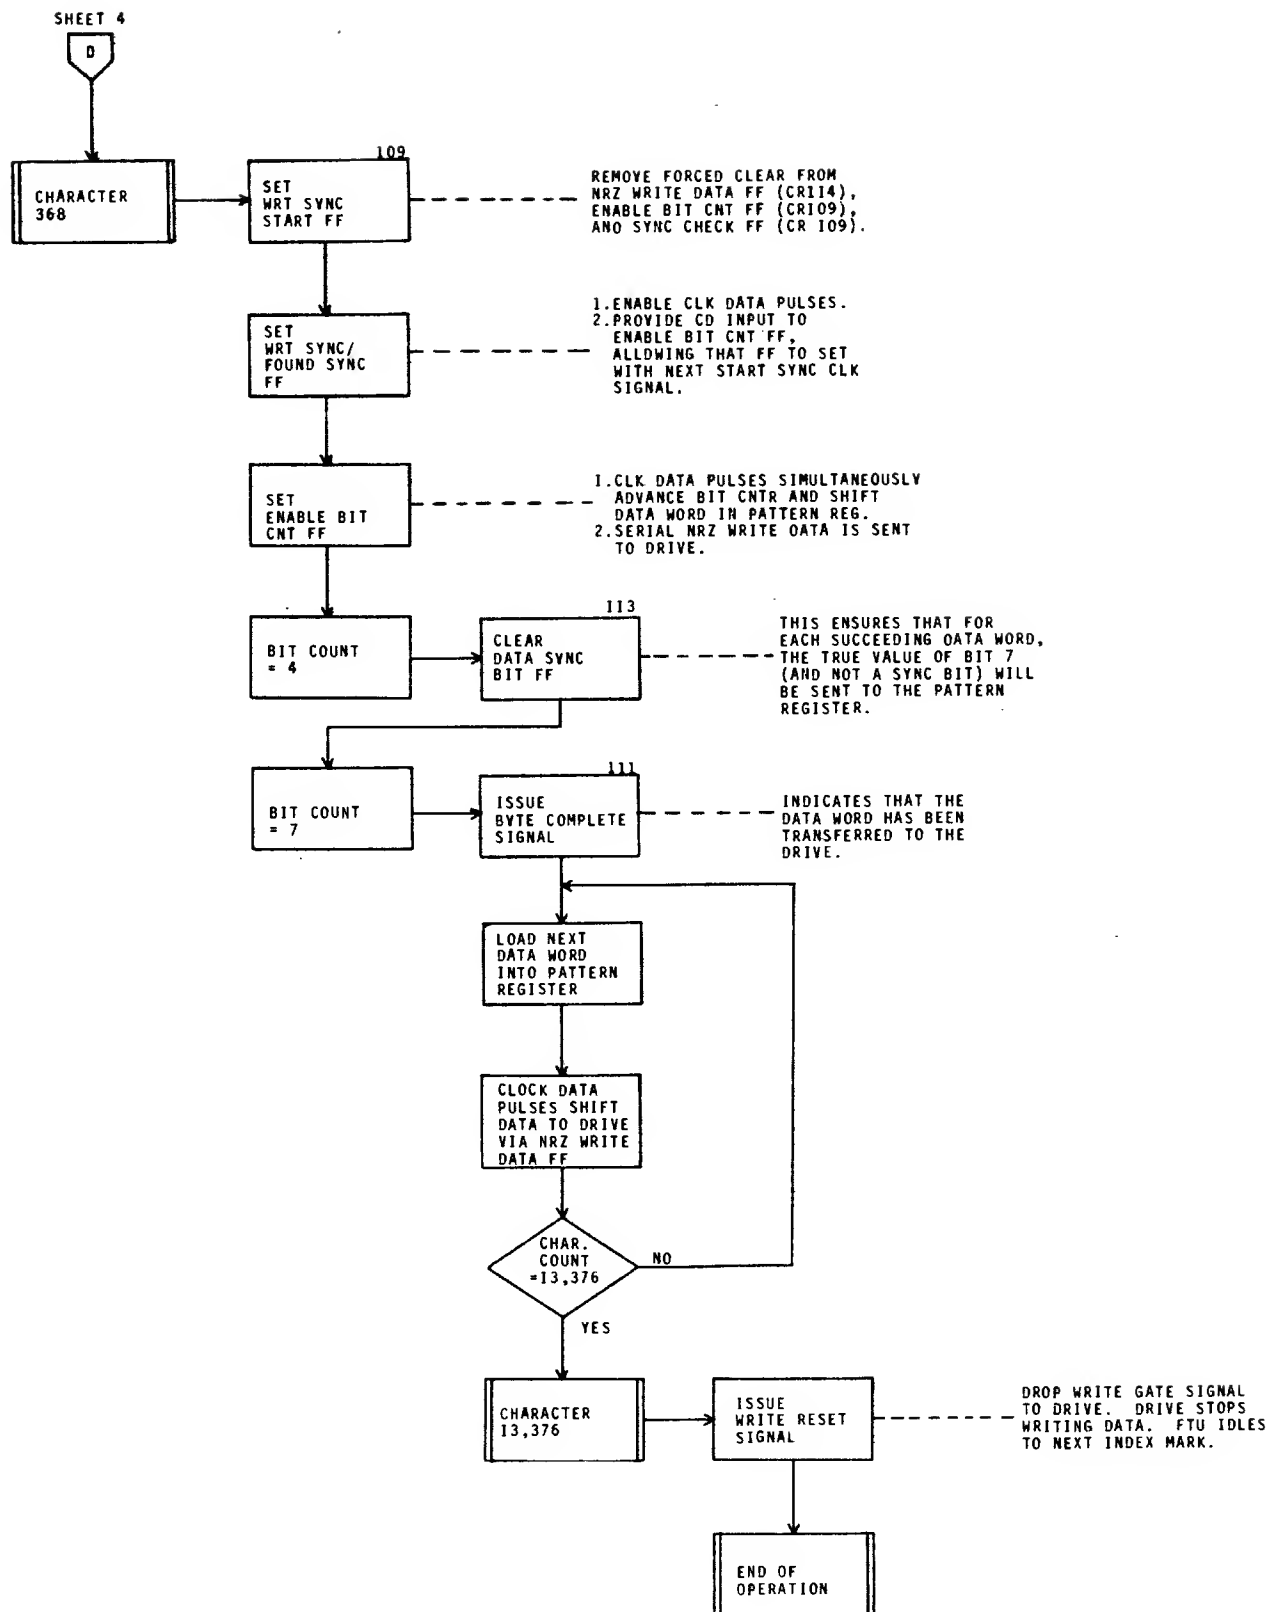 SHEET 4
D
CHARACTER
368
109
SET
WRT SYNC
START FF
REMOVE FORCED CLEAR FROM
NRZ WRITE DATA FF (CR114),
ENABLE BIT CNT FF (CR109),
AND SYNC CHECK FF (CR 109).
SET
WRT SYNC/
FOUND SYNC
FF
1.ENABLE CLK DATA PULSES.
2.PROVIDE CD INPUT TO
ENABLE BIT CNT FF,
ALLOWING THAT FF TO SET
WITH NEXT START SYNC CLK
SIGNAL.
SET
ENABLE BIT
CNT FF
1.CLK DATA PULSES SIMULTANEOUSLY
ADVANCE BIT CNTR AND SHIFT
DATA WORD IN PATTERN REG.
2.SERIAL NRZ WRITE DATA IS SENT
TO DRIVE.
BIT COUNT
= 4
113
CLEAR
DATA SYNC
BIT FF
THIS ENSURES THAT FOR
EACH SUCCEEDING DATA WORD,
THE TRUE VALUE OF BIT 7
(AND NOT A SYNC BIT) WILL
BE SENT TO THE PATTERN
REGISTER.
BIT COUNT
= 7
111
ISSUE
BYTE COMPLETE
SIGNAL
INDICATES THAT THE
DATA WORD HAS BEEN
TRANSFERRED TO THE
DRIVE.
LOAD NEXT
DATA WORD
INTO PATTERN
REGISTER
CLOCK DATA
PULSES SHIFT
DATA TO DRIVE
VIA NRZ WRITE
DATA FF
CHAR.
COUNT
=13,376
NO
YES
CHARACTER
13,376
ISSUE
WRITE RESET
SIGNAL
DROP WRITE GATE SIGNAL
TO DRIVE. DRIVE STOPS
WRITING DATA. FTU IDLES
TO NEXT INDEX MARK.
END OF
OPERATION